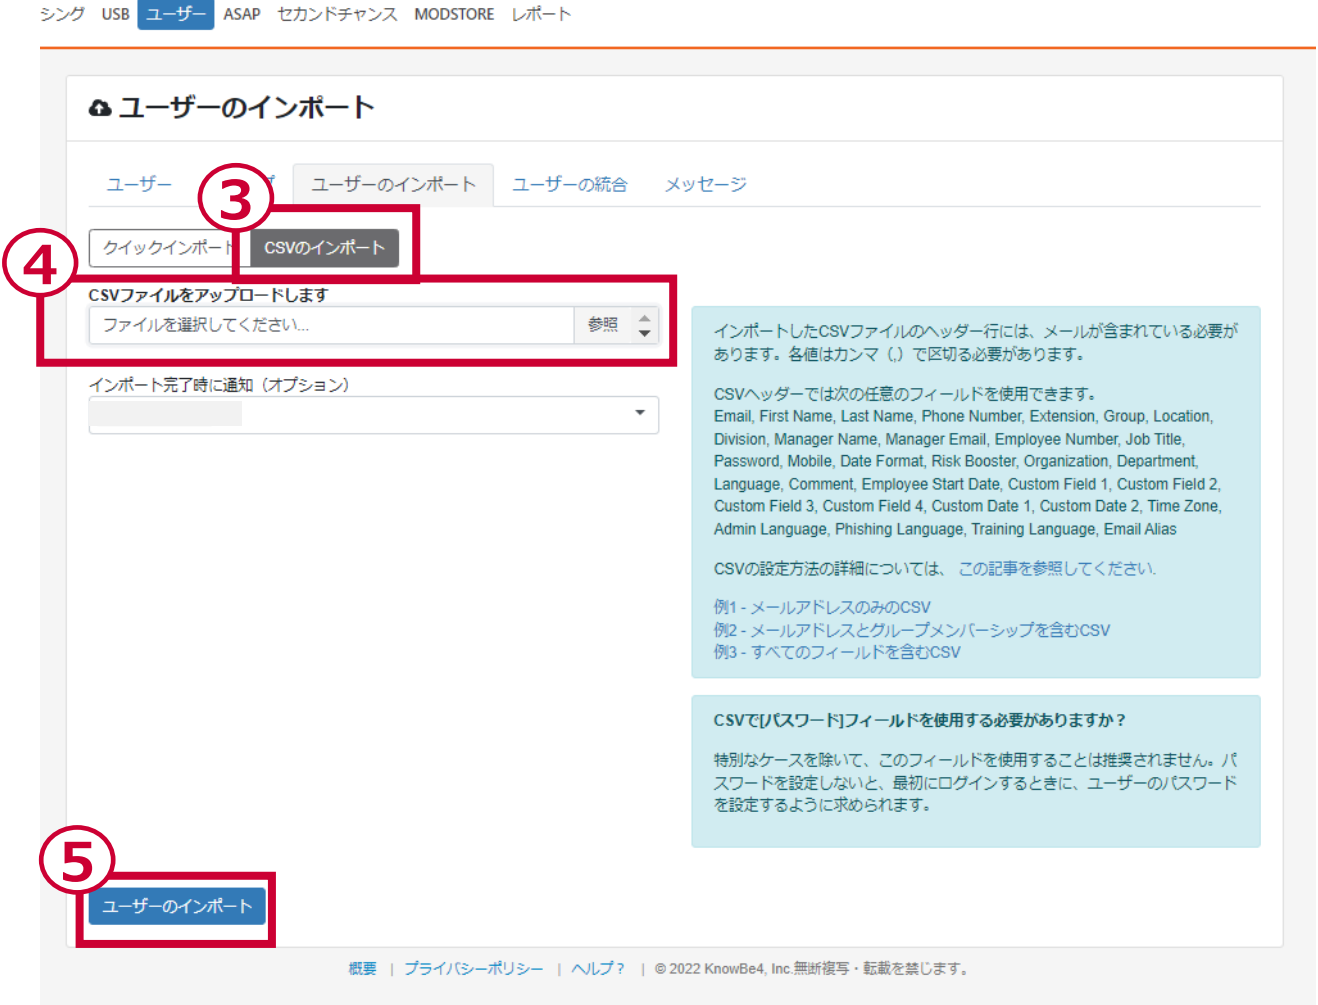 シング USB ユーザー ASAP セカンドチャンス MODSTORE レポート
ユーザーのインポート
ユーザー プ ユーザーのインポート ユーザーの統合 メッセージ
③
クイックインポート CSVのインポート
④
CSVファイルをアップロードします
ファイルを選択してください... 参照
インポート完了時に通知（オプション）
インポートしたCSVファイルのヘッダー行には、メールが含まれている必要が
あります。各値はカンマ（,）で区切る必要があります。
CSVヘッダーでは次の任意のフィールドを使用できます。
Email, First Name, Last Name, Phone Number, Extension, Group, Location,
Division, Manager Name, Manager Email, Employee Number, Job Title,
Password, Mobile, Date Format, Risk Booster, Organization, Department,
Language, Comment, Employee Start Date, Custom Field 1, Custom Field 2,
Custom Field 3, Custom Field 4, Custom Date 1, Custom Date 2, Time Zone,
Admin Language, Phishing Language, Training Language, Email Alias
CSVの設定方法の詳細については、 この記事を参照してください.
例1 - メールアドレスのみのCSV
例2 - メールアドレスとグループメンバーシップを含むCSV
例3 - すべてのフィールドを含むCSV
CSVで[パスワード]フィールドを使用する必要がありますか？
特別なケースを除いて、このフィールドを使用することは推奨されません。パ
スワードを設定しないと、最初にログインするときに、ユーザーのパスワード
を設定するように求められます。
⑤
ユーザーのインポート
概要 | プライバシーポリシー | ヘルプ？ | © 2022 KnowBe4, Inc.無断複写・転載を禁じます。